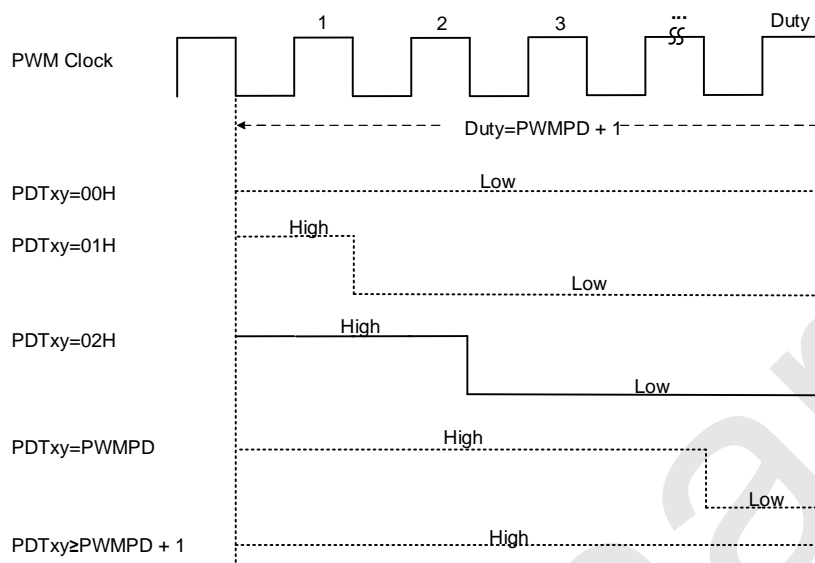 1 2 3 ... Duty
PWM Clock
Duty=PWMPD + 1
PDTxy=00H Low
High
PDTxy=01H
Low
High
PDTxy=02H
Low
High
PDTxy=PWMPD
Low
High
PDTxy≥PWMPD + 1